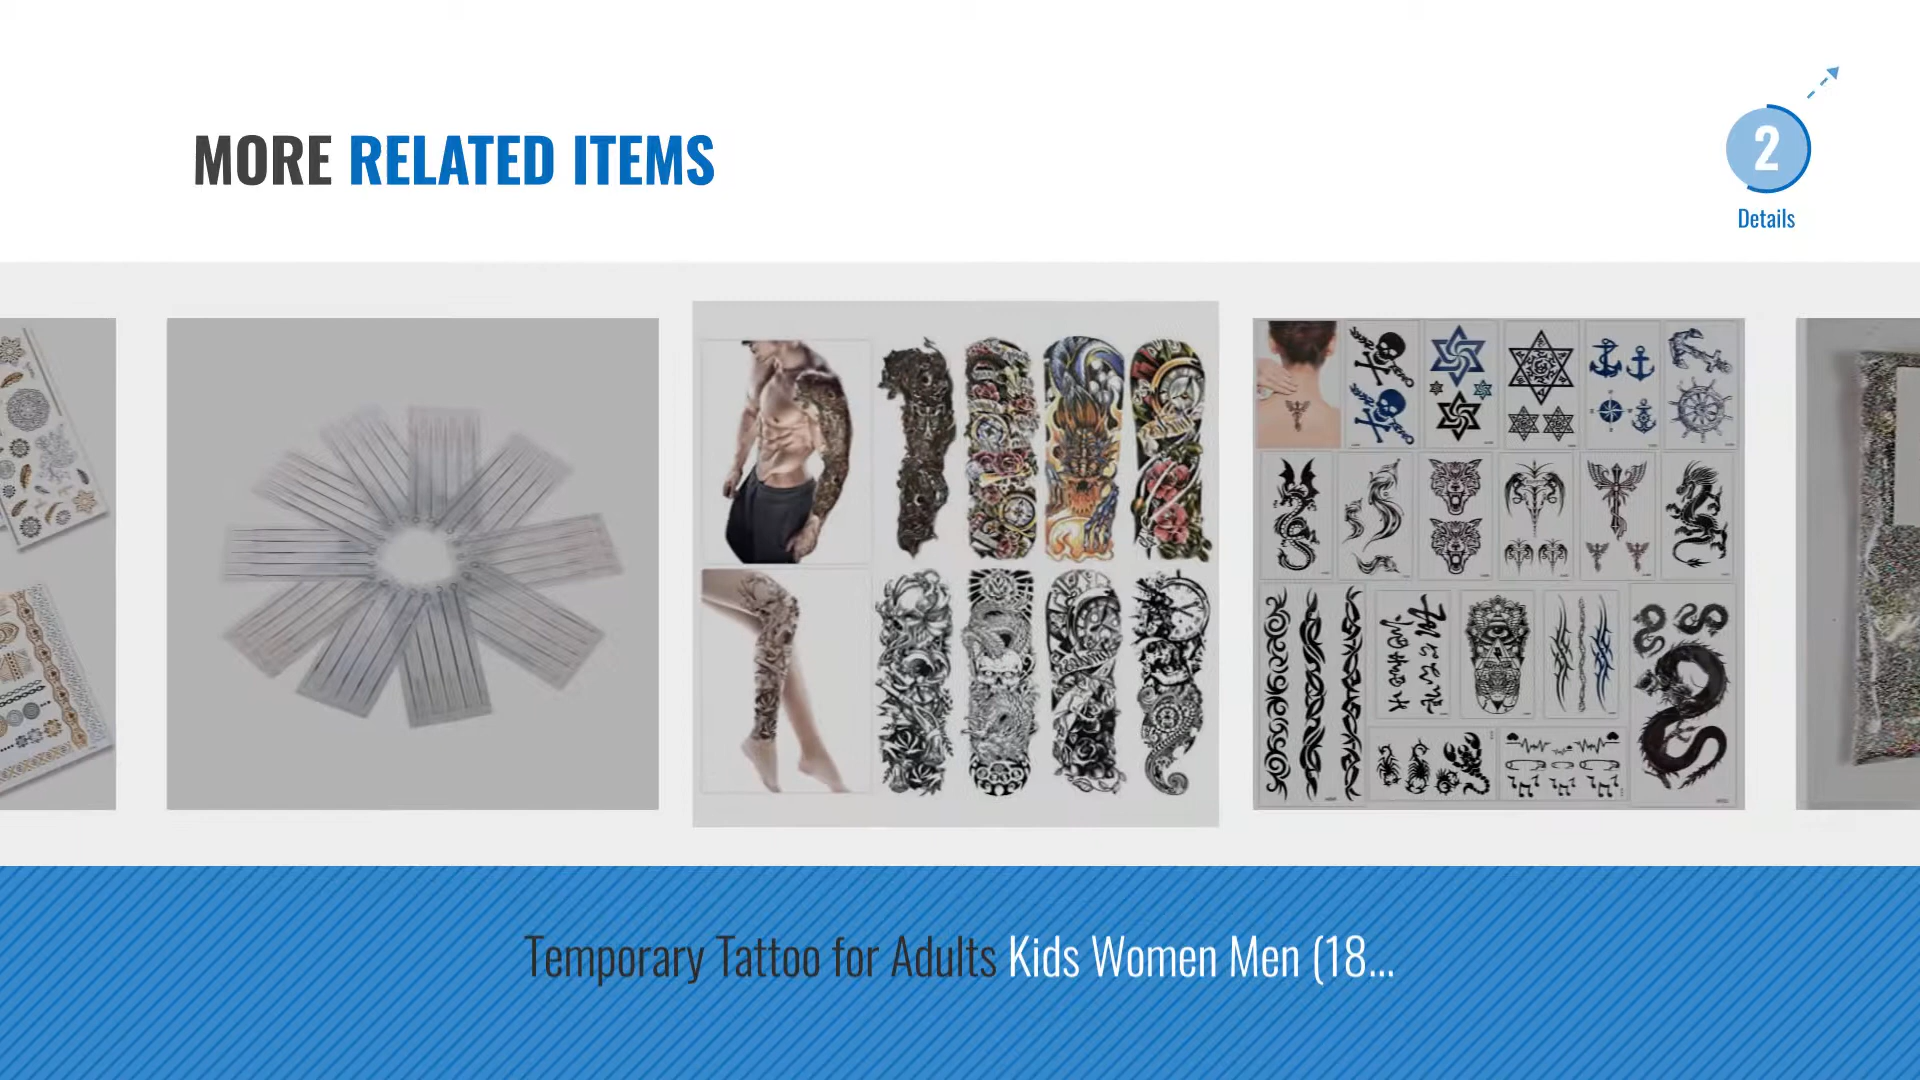 MORE RELATED ITEMS
2
Details
Temporary Tattoo for Adults Kids Women Men (18...